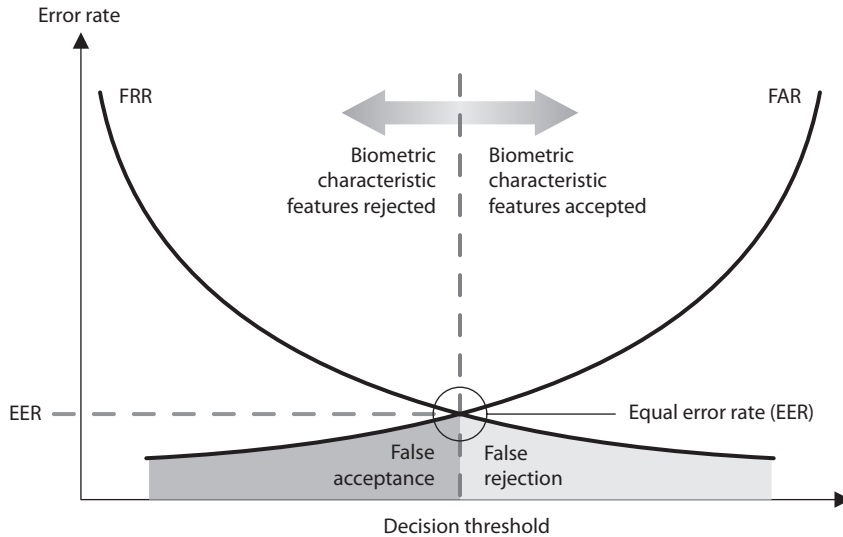 Error rate
FRR
FAR
Biometric
characteristic
features rejected
Biometric
characteristic
features accepted
EER
Equal error rate (EER)
False
acceptance
False
rejection
Decision threshold